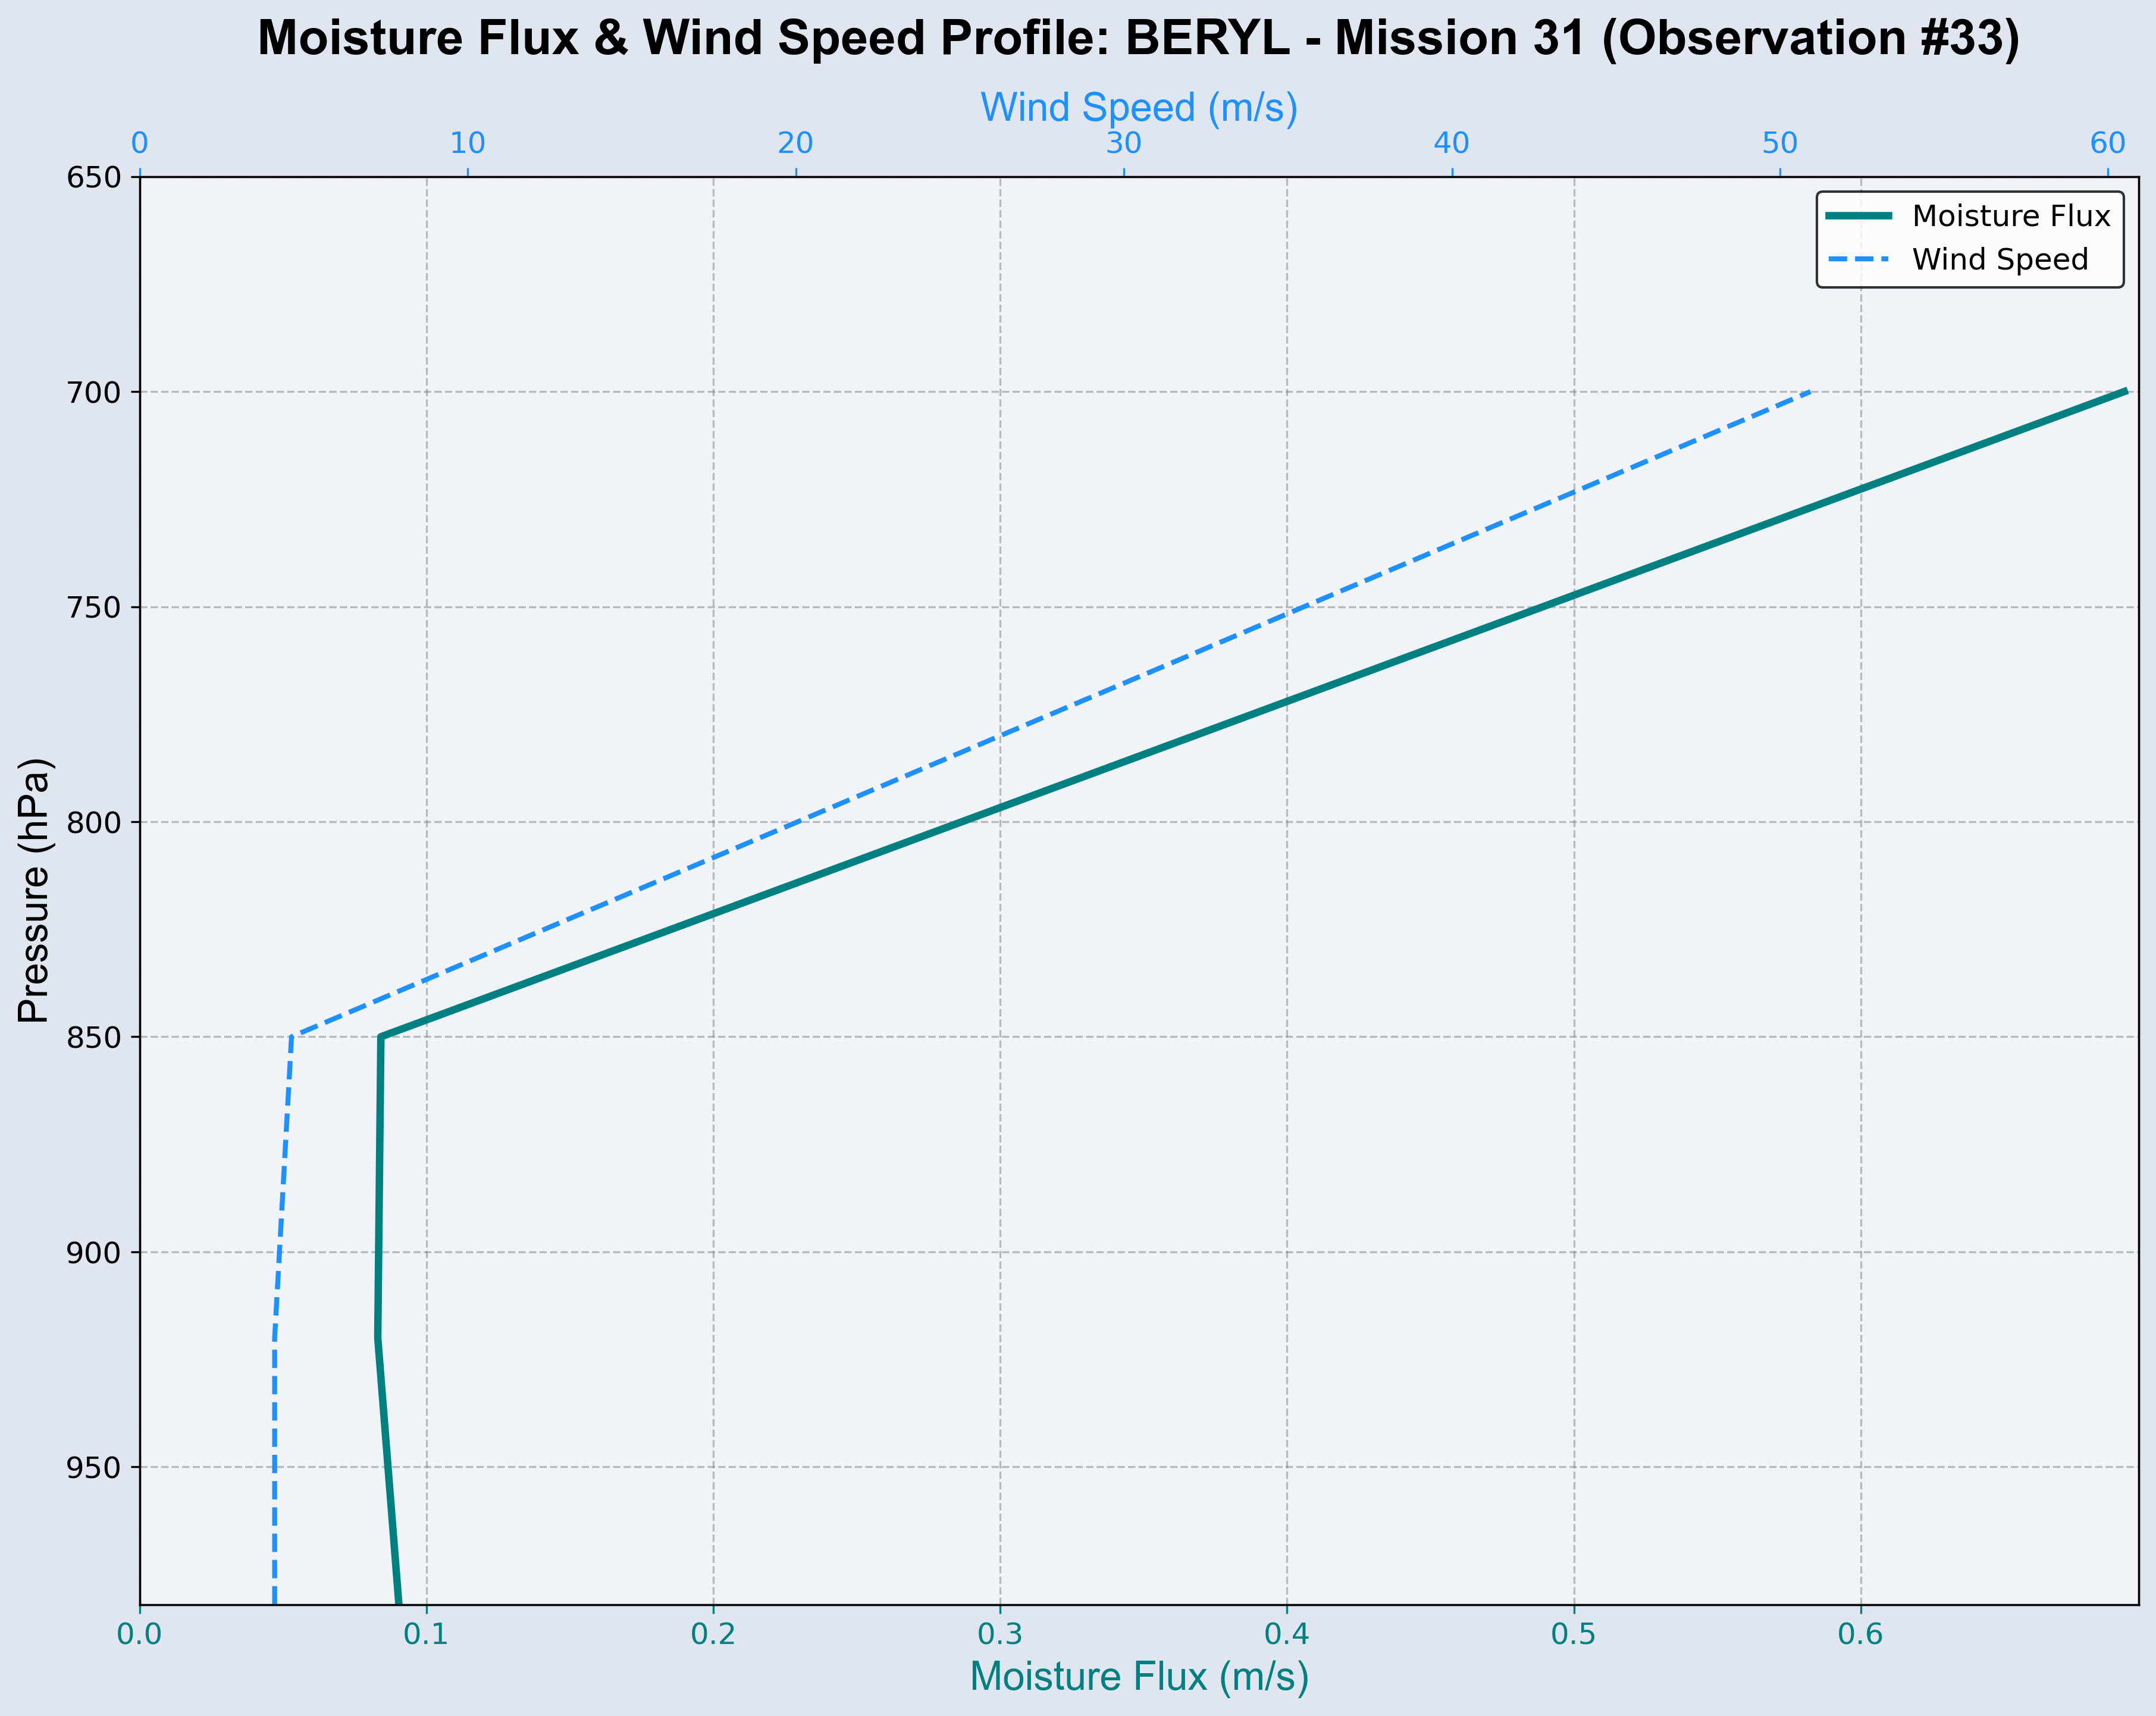 Moisture Flux & Wind Speed Profile: BERYL - Mission 31 (Observation #33)
Wind Speed (m/s)
0 10 20 30 40 50 60
Moisture Flux
Wind Speed
Pressure (hPa)
650
700
750
800
850
900
950
0.0 0.1 0.2 0.3 0.4 0.5 0.6
Moisture Flux (m/s)